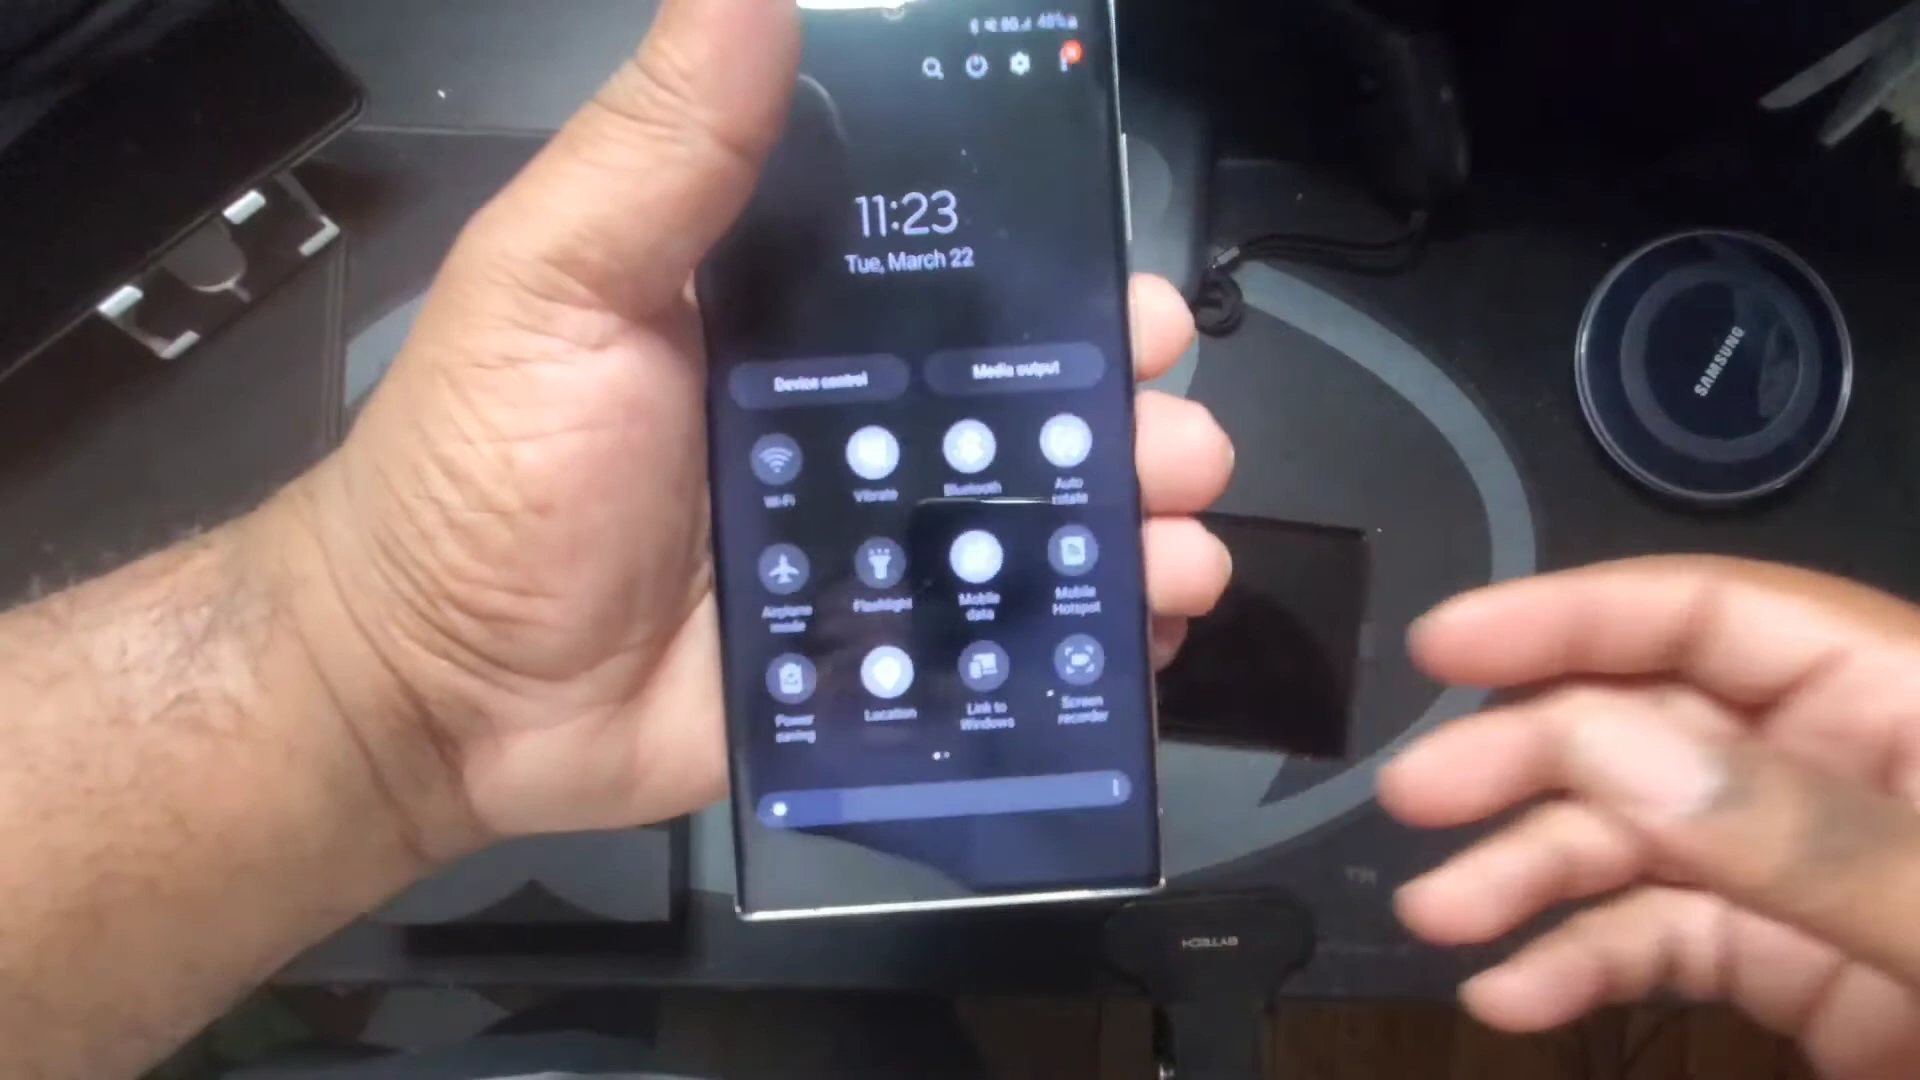 11:23
Tue, March 22
Device control
Media output
Wi-Fi
Vibrate
Bluetooth
Auto
rotate
Airplane
mode
Flashlight
Mobile
data
Mobile
Hotspot
Power
saving
Location
Link to
Windows
Screen
recorder
SAMSUNG